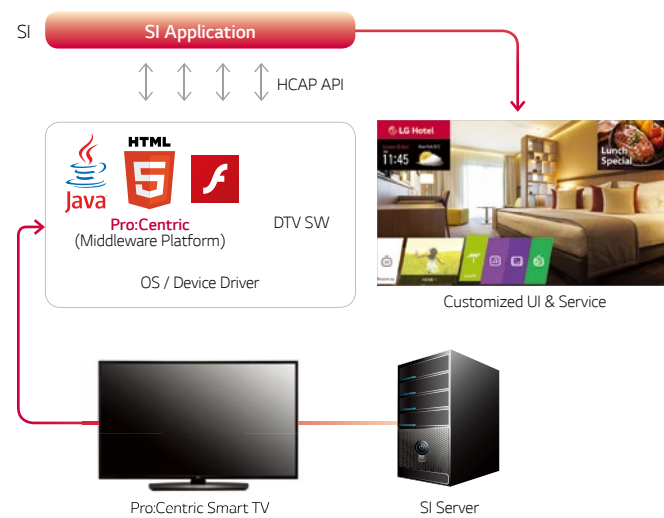 SI
SI Application
HCAP API
HTML
5
Java
Pro:Centric
(Middleware Platform)
DTV SW
OS / Device Driver
LG Hotel
11:45
Lunch
Special
Customized UI & Service
Pro:Centric Smart TV
SI Server